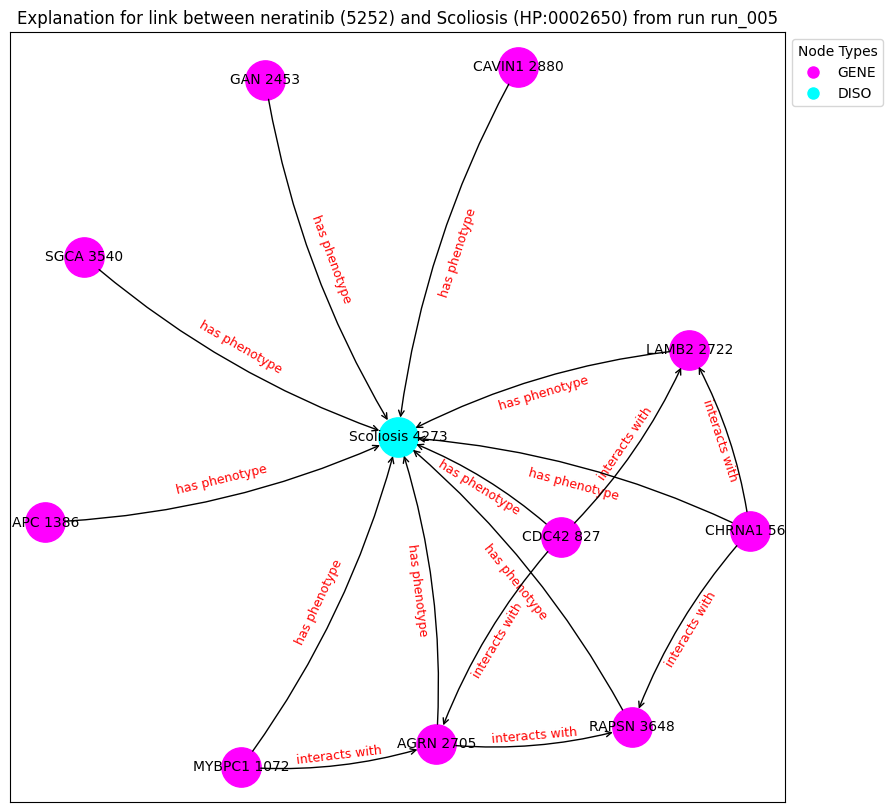 Explanation for link between neratinib (5252) and Scoliosis (HP:0002650) from run run_005
Node Types
GENE
DISO
GAN 2453
CAVIN1 2880
has phenotype
has phenotype
SGCA 3540
has phenotype
LAMB2 2722
has phenotype
interacts with
interacts with
Scoliosis 4273
has phenotype
has phenotype
has phenotype
APC 1386
CDC42 827
CHRNA1 56
has phenotype
has phenotype
has phenotype
interacts with
interacts with
RAPSN 3648
interacts with
AGRN 2705
interacts with
MYBPC1 1072